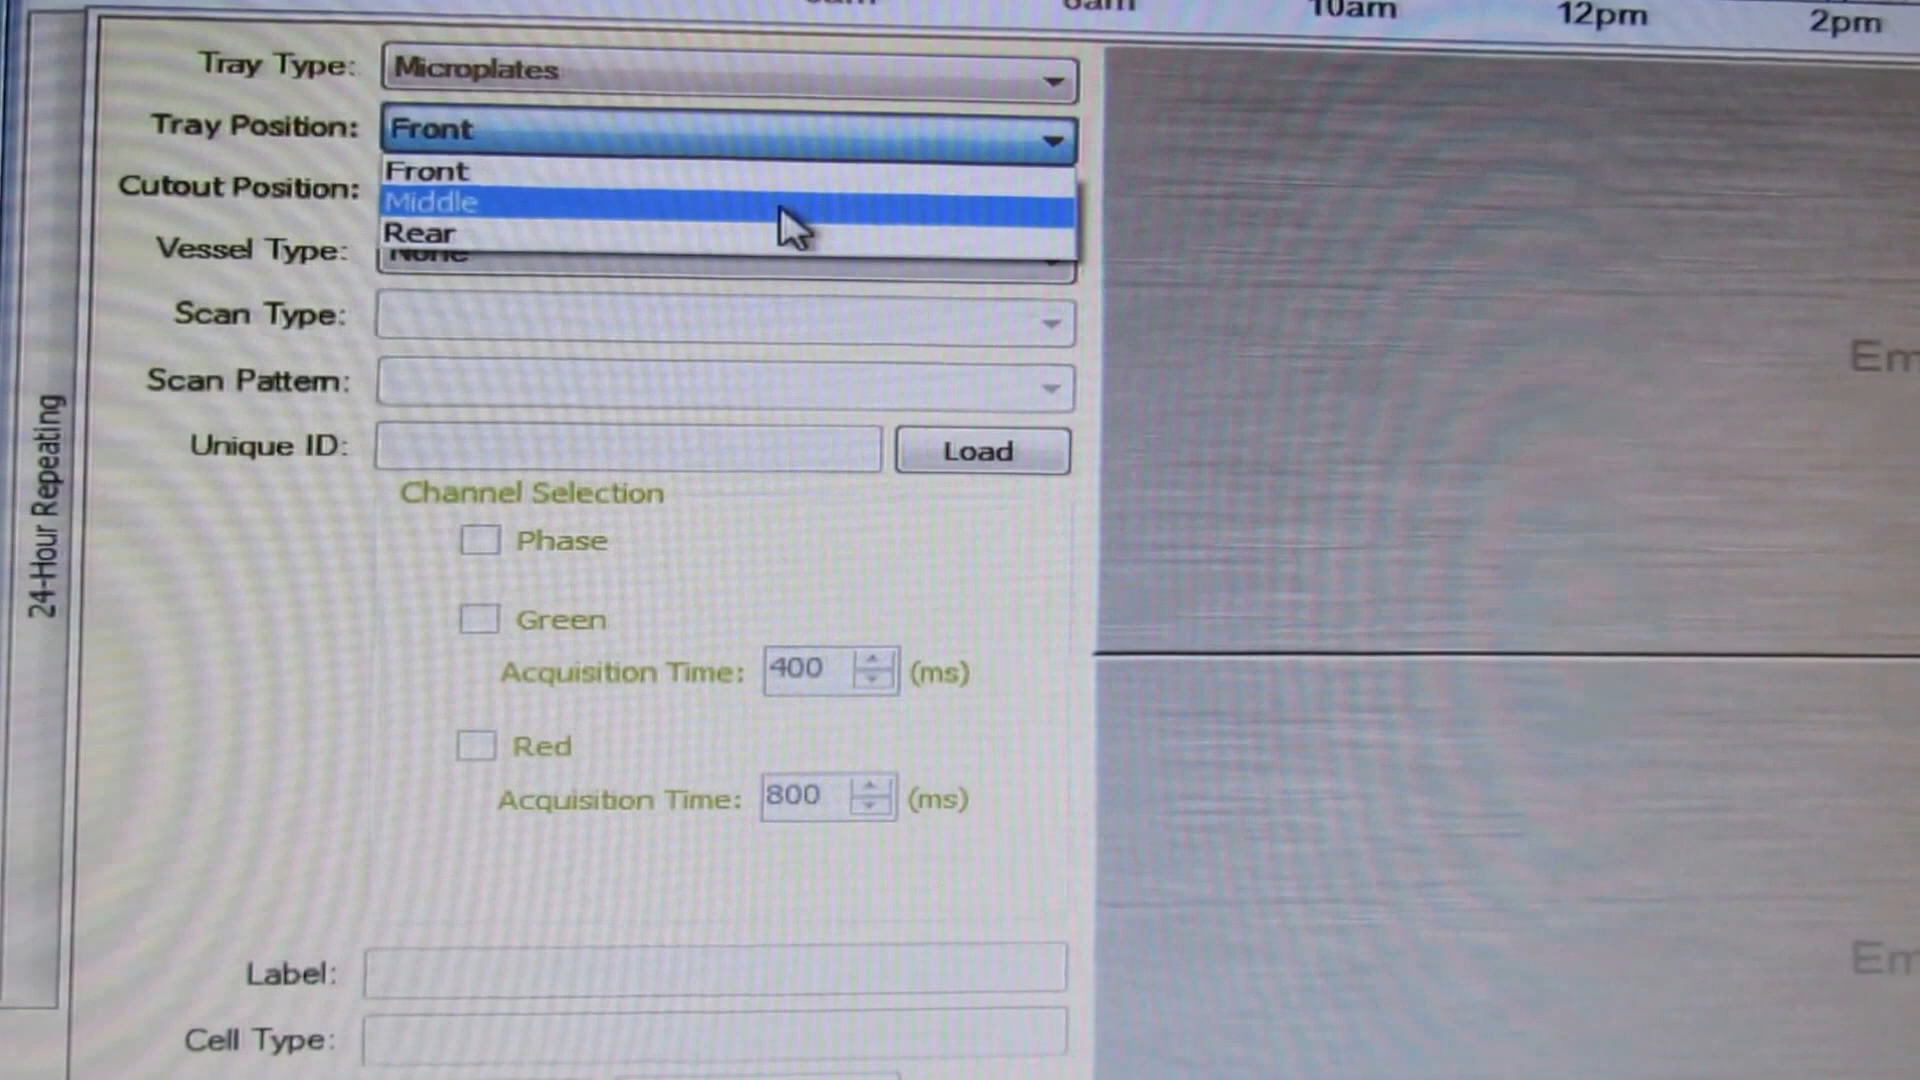 10am 12pm 2pm
Tray Type: Microplates
Tray Position: Front
Front
Cutout Position:
Middle
Rear
Vessel Type: None
Scan Type:
Scan Pattern:
Unique ID: Load
Channel Selection
Phase
Green
Acquisition Time: 400 (ms)
Red
Acquisition Time: 800 (ms)
Label:
Cell Type:
24-Hour Repeating
Em
Em